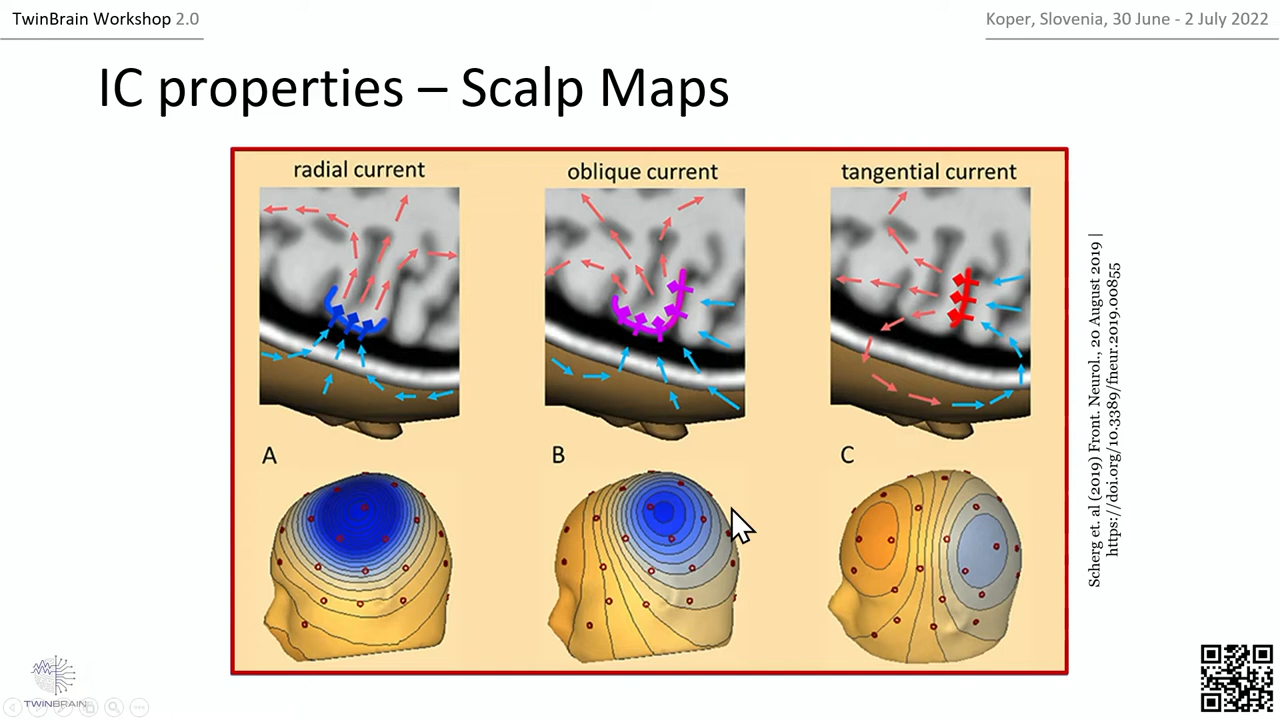 TwinBrain Workshop 2.0
Koper, Slovenia, 30 June - 2 July 2022
IC properties – Scalp Maps
radial current
oblique current
tangential current
A
B
C
Scherg et. al (2019) Front. Neurol., 20 August 2019 |
https://doi.org/10.3389/fneur.2019.00855
TWINBRAIN